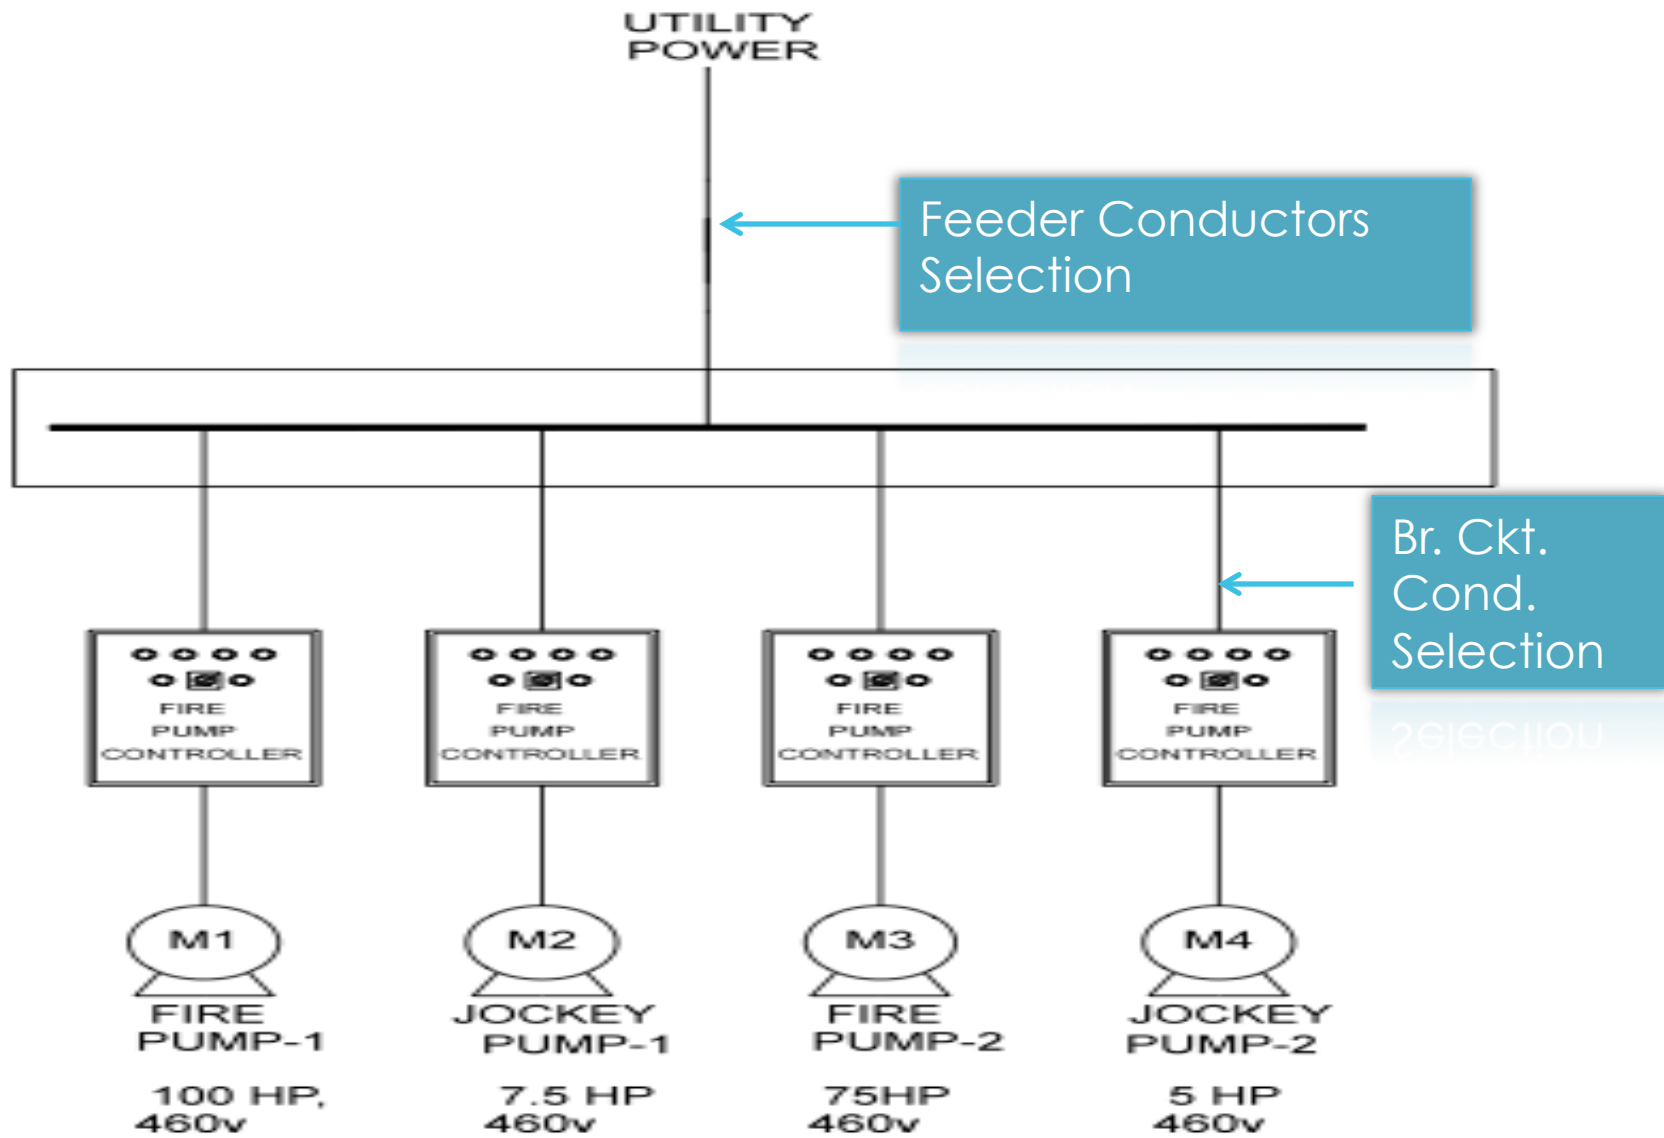 UTILITY
POWER
Feeder Conductors
Selection
Br. Ckt.
Cond.
Selection
FIRE
PUMP
CONTROLLER
FIRE
PUMP
CONTROLLER
FIRE
PUMP
CONTROLLER
FIRE
PUMP
CONTROLLER
M1
M2
M3
M4
FIRE
PUMP-1
100 HP,
460v
JOCKEY
PUMP-1
7.5 HP
460v
FIRE
PUMP-2
75HP
460v
JOCKEY
PUMP-2
5 HP
460v